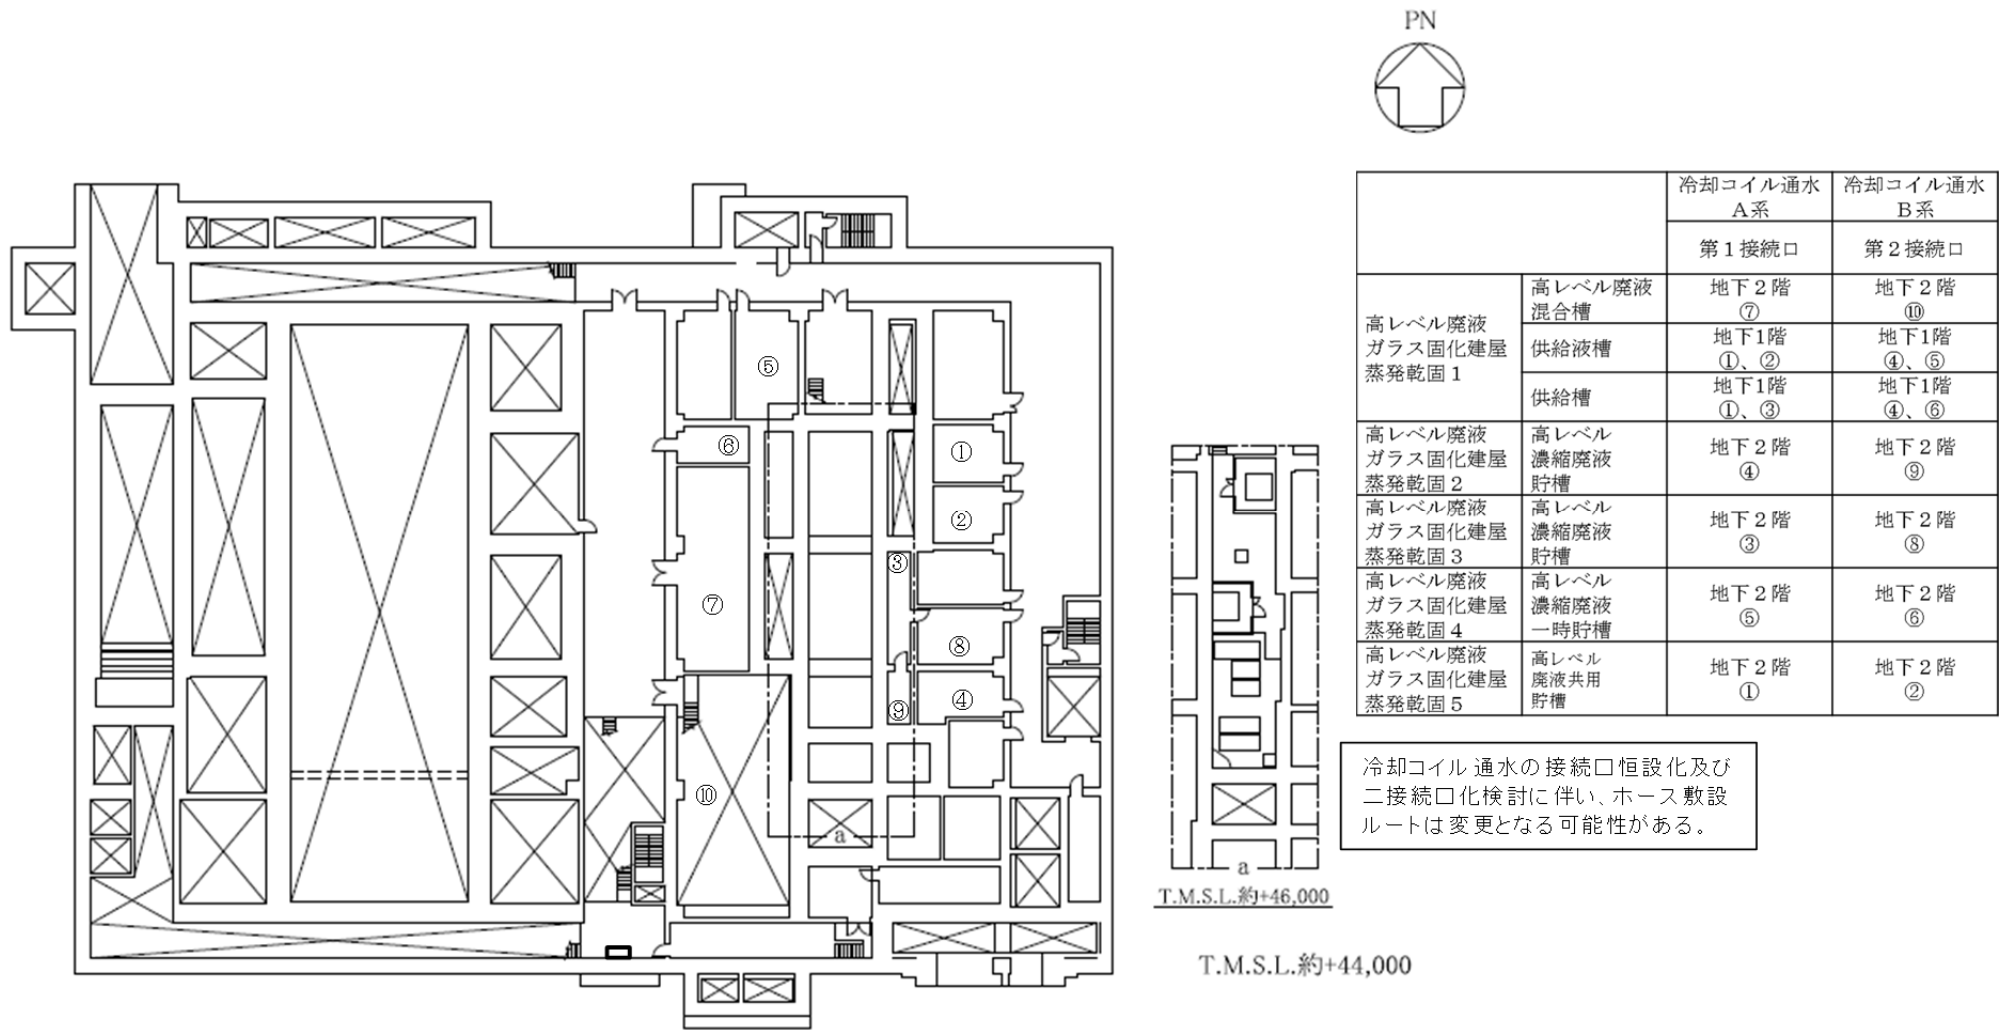 PN
⑤
⑥
①
②
③
⑦
⑧
④
⑨
⑩
a
a
T.M.S.L.約+46,000
T.M.S.L.約+44,000
冷却コイル通水
A系
冷却コイル通水
B系
第1接続口
第2接続口
高レベル廃液
ガラス固化建屋
蒸発乾固1
高レベル廃液
混合槽
地下2階
⑦
地下2階
⑩
供給液槽
地下1階
①、②
地下1階
④、⑤
供給槽
地下1階
①、③
地下1階
④、⑥
高レベル廃液
ガラス固化建屋
蒸発乾固2
高レベル
濃縮廃液
貯槽
地下2階
④
地下2階
⑨
高レベル廃液
ガラス固化建屋
蒸発乾固3
高レベル
濃縮廃液
貯槽
地下2階
③
地下2階
⑧
高レベル廃液
ガラス固化建屋
蒸発乾固4
高レベル
濃縮廃液
一時貯槽
地下2階
⑤
地下2階
⑥
高レベル廃液
ガラス固化建屋
蒸発乾固5
高レベル
廃液共用
貯槽
地下2階
①
地下2階
②
冷却コイル通水の接続口恒設化及び
二接続口化検討に伴い、ホース敷設
ルートは変更となる可能性がある。